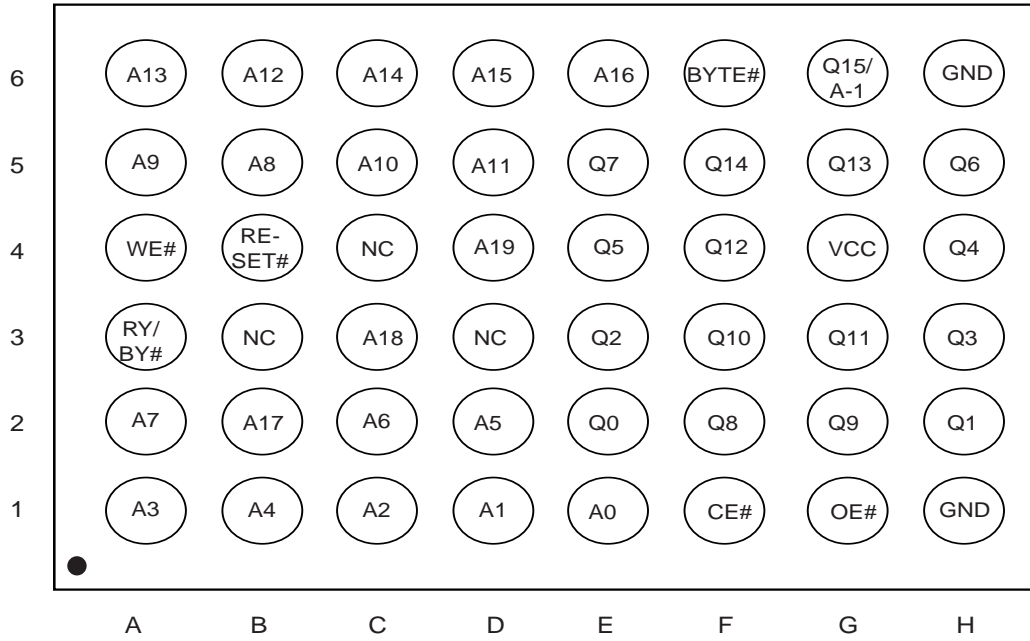 6 A13 A12 A14 A15 A16 BYTE# Q15/ A-1 GND
5 A9 A8 A10 A11 Q7 Q14 Q13 Q6
4 WE# RE- SET# NC A19 Q5 Q12 VCC Q4
3 RY/ BY# NC A18 NC Q2 Q10 Q11 Q3
2 A7 A17 A6 A5 Q0 Q8 Q9 Q1
1 A3 A4 A2 A1 A0 CE# OE# GND
A B C D E F G H